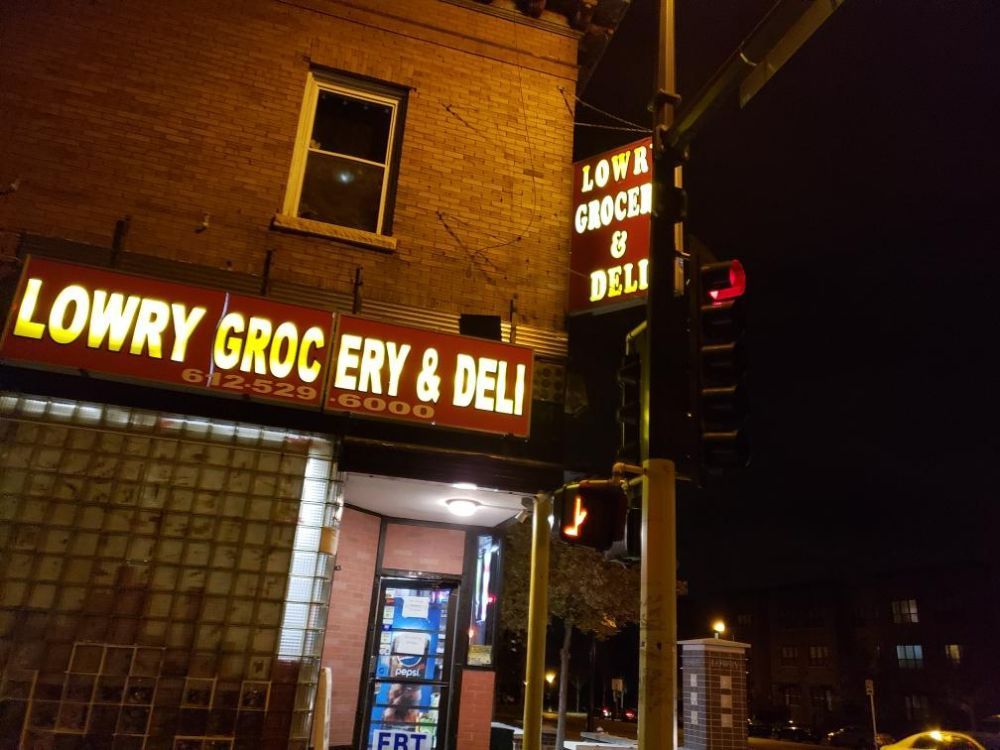 LOWRY GROCERY & DELI
612-529-6000
LOWR
GROCER
&
DELI
pepsi
EBT